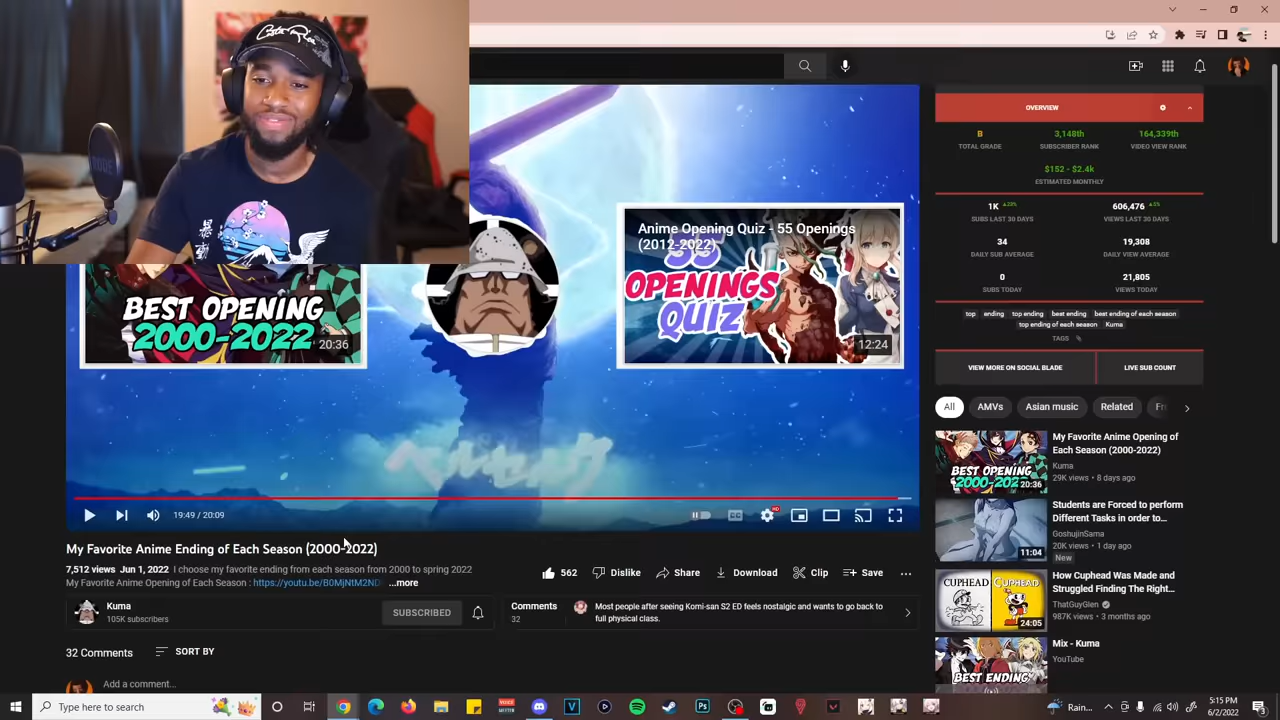 Costa Rica
OVERVIEW
B
TOTAL GRADE
3,148th
SUBSCRIBER RANK
164,339th
VIDEO VIEW RANK
$152 - $2.4k
ESTIMATED MONTHLY
1K ▲23%
SUBS LAST 30 DAYS
606,476 ▲5%
VIEWS LAST 30 DAYS
34
DAILY SUB AVERAGE
19,308
DAILY VIEW AVERAGE
0
SUBS TODAY
21,805
VIEWS TODAY
top ending top ending best ending best ending of each season
top ending of each season Kuma
TAGS
VIEW MORE ON SOCIAL BLADE
LIVE SUB COUNT
BEST OPENING
2000-2022
20:36
Anime Opening Quiz - 55 Openings
(2012-2022)
55
OPENINGS
QUIZ
12:24
19:49 / 20:09
CC
HD
My Favorite Anime Ending of Each Season (2000-2022)
7,512 views Jun 1, 2022 I choose my favorite ending from each season from 2000 to spring 2022
My Favorite Anime Opening of Each Season : https://youtu.be/B0MjNtM2ND
...more
562
Dislike
Share
Download
Clip
Save
Kuma
105K subscribers
SUBSCRIBED
Comments
32
Most people after seeing Komi-san S2 ED feels nostalgic and wants to go back to
full physical class.
32 Comments
SORT BY
Add a comment...
All
AMVs
Asian music
Related
BEST OPENING
2000-2022
20:36
My Favorite Anime Opening of
Each Season (2000-2022)
Kuma
29K views • 8 days ago
11:04
Students are Forced to perform
Different Tasks in order to...
GoshujinSama
20K views • 1 day ago
New
CUPHEAD
CUPHEAD
24:05
How Cuphead Was Made and
Struggled Finding The Right...
ThatGuyGlen
987K views • 3 months ago
BEST ENDING
Mix - Kuma
YouTube
Type here to search
Rain...
5:15 PM
6/2/2022